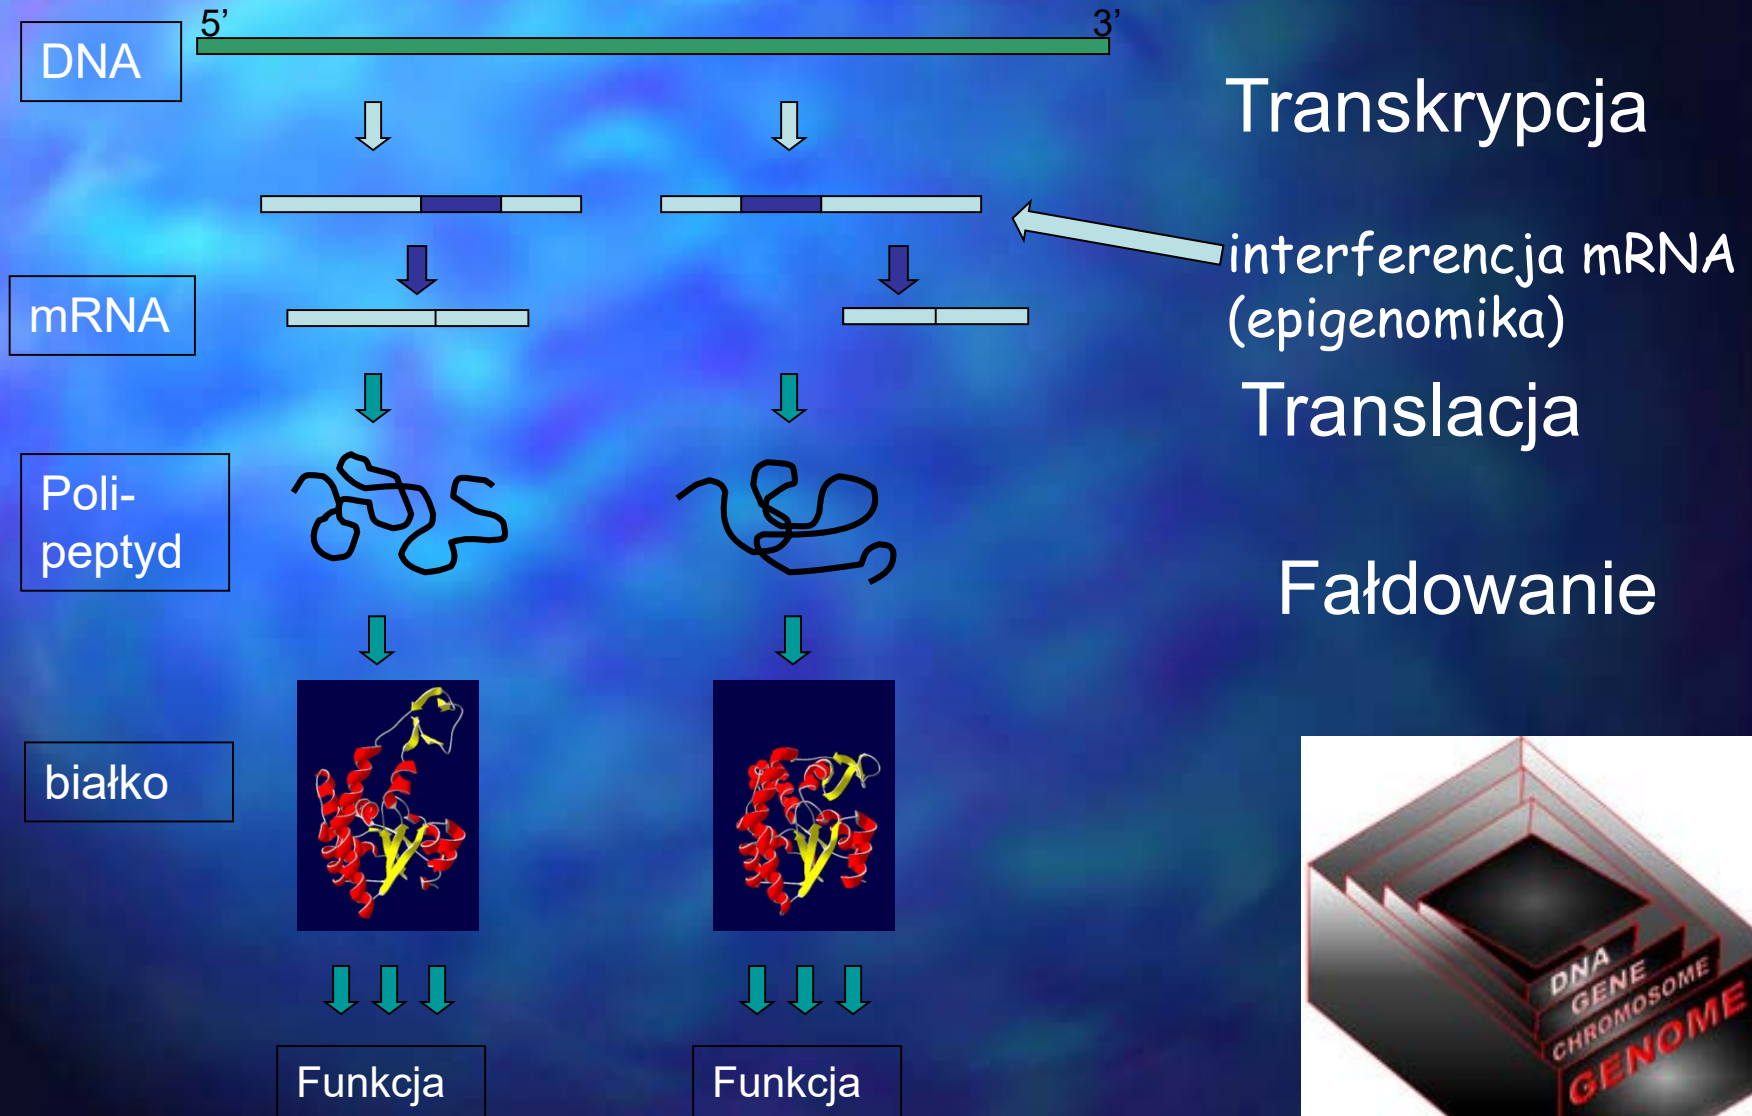 5’
3’
DNA
Transkrypcja
interferencja mRNA
(epigenomika)
mRNA
Translacja
Poli-
peptyd
Fałdowanie
białko
DNA
GENE
CHROMOSOME
GENOME
Funkcja
Funkcja